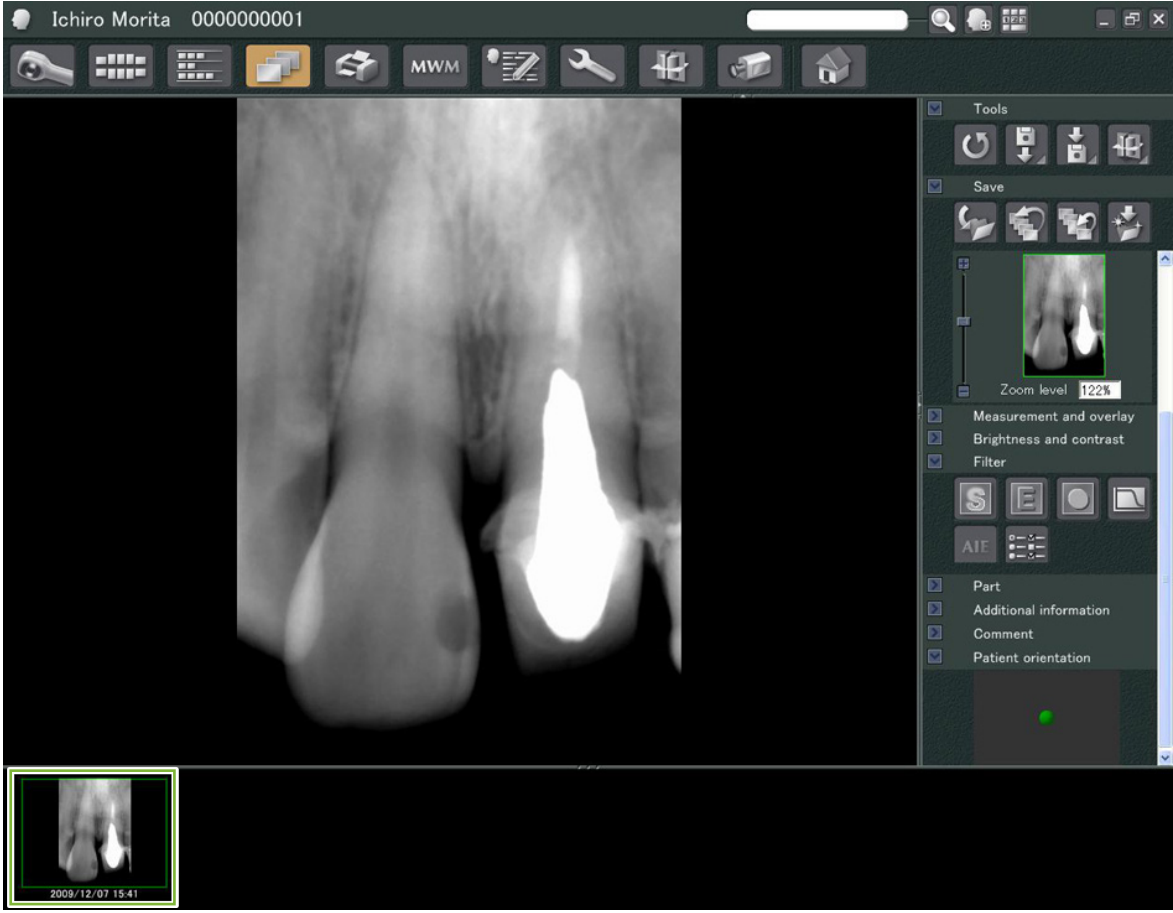 Ichiro Morita 0000000001
MWM
Tools
Save
Zoom level 122%
Measurement and overlay
Brightness and contrast
Filter
S E
AIE
Part
Additional information
Comment
Patient orientation
2009/12/07 15:41